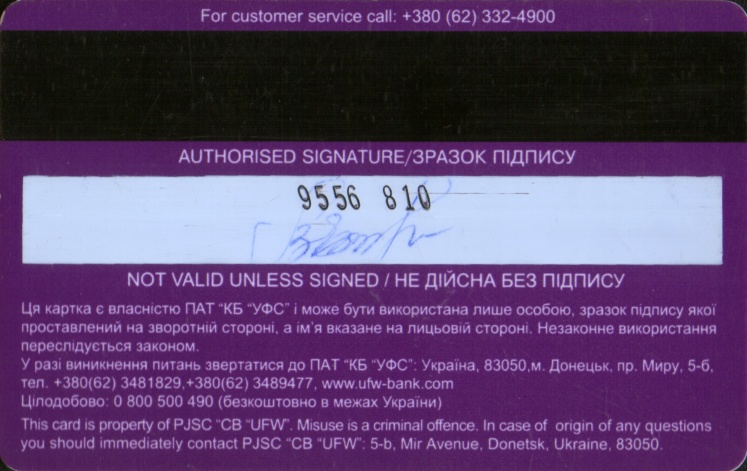 For customer service call: +380 (62) 332-4900
AUTHORISED SIGNATURE/ЗРАЗОК ПІДПИСУ
9556 810
NOT VALID UNLESS SIGNED / НЕ ДІЙСНА БЕЗ ПІДПИСУ
Ця картка є власністю ПАТ "КБ "УФС" і може бути використана лише особою, зразок підпису якої
проставлений на зворотній стороні, а ім'я вказане на лицьовій стороні. Незаконне використання
переслідується законом.
У разі виникнення питань звертатися до ПАТ "КБ "УФС": Україна, 83050,м. Донецьк, пр. Миру, 5-б,
тел. +380(62) 3481829,+380(62) 3489477, www.ufw-bank.com
Цілодобово: 0 800 500 490 (безкоштовно в межах України)
This card is property of PJSC "CB "UFW". Misuse is a criminal offence. In case of origin of any questions
you should immediately contact PJSC "CB "UFW": 5-b, Mir Avenue, Donetsk, Ukraine, 83050.